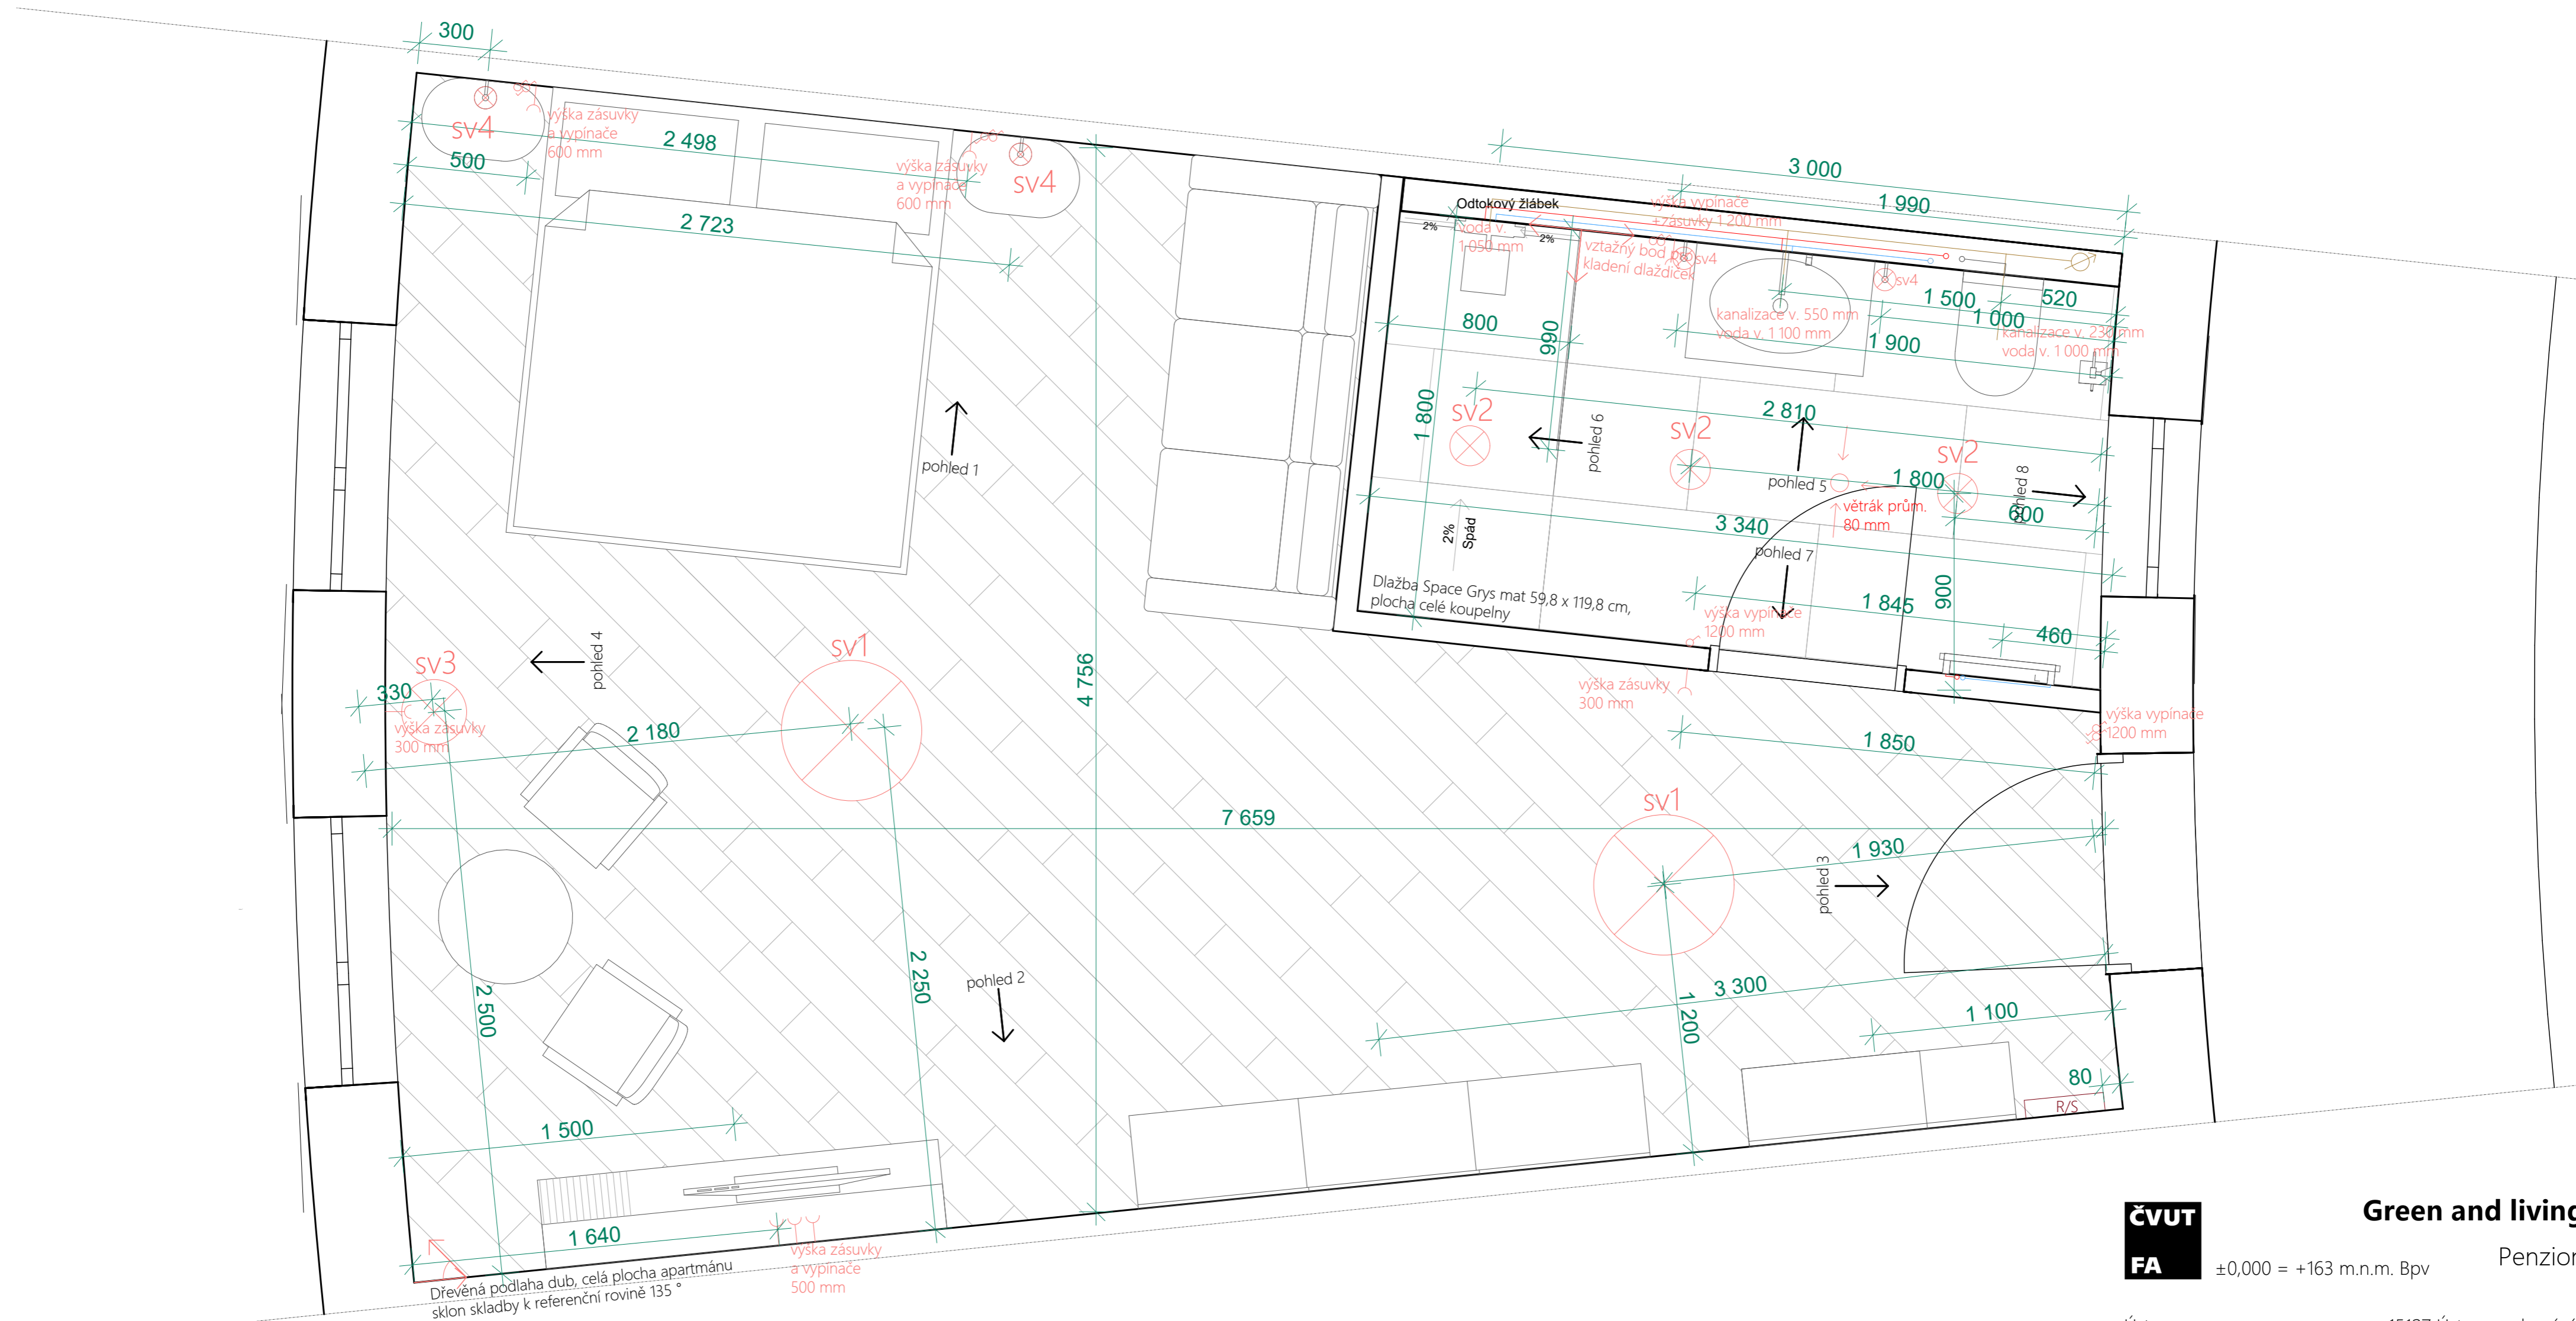 300
sv4
výška zásuvky
a vypínače
600 mm
2 498
500
2 723
výška zásuvky
a vypínače
600 mm
sv4
3 000
1 990
Odtokový žlábek
výška vypínače
+zásuvky 1 200 mm
2%
voda v.
1 050 mm
2%
vztažný bod pro
kladení dlaždiček
sv4
sv4
1 500
520
1 000
kanalizace v. 550 mm
voda v. 1 100 mm
kanalizace v. 230 mm
voda v. 1 000 mm
1 900
800
990
1 800
sv2
2 810
sv2
sv2
pohled 6
pohled 1
pohled 5
1 800
pohled 8
větrák prům.
80 mm
600
3 340
2%
Spád
pohled 7
Dlažba Space Grys mat 59,8 x 119,8 cm,
plocha celé koupelny
900
1 845
výška vypínače
1200 mm
460
pohled 4
sv1
sv3
330
výška zásuvky
300 mm
2 180
4 756
výška zásuvky
300 mm
výška vypínače
1200 mm
1 850
sv1
7 659
1 930
pohled 3
2 250
pohled 2
2 500
3 300
1 200
1 100
80
R/S
1 500
1 640
výška zásuvky
a vypínače
500 mm
Dřevěná podlaha dub, celá plocha apartmánu
sklon skladby k referenční rovině 135 °
ČVUT
FA
±0,000 = +163 m.n.m. Bpv
Green and living
Penzion